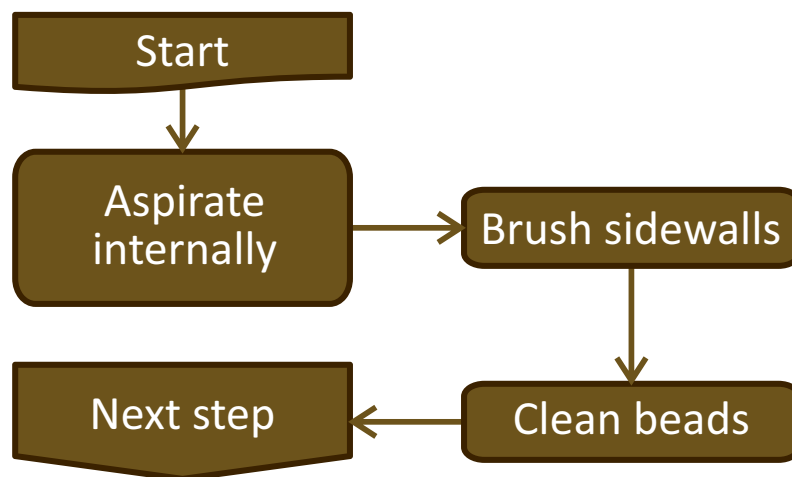 Start
Aspirate
internally
Brush sidewalls
Clean beads
Next step